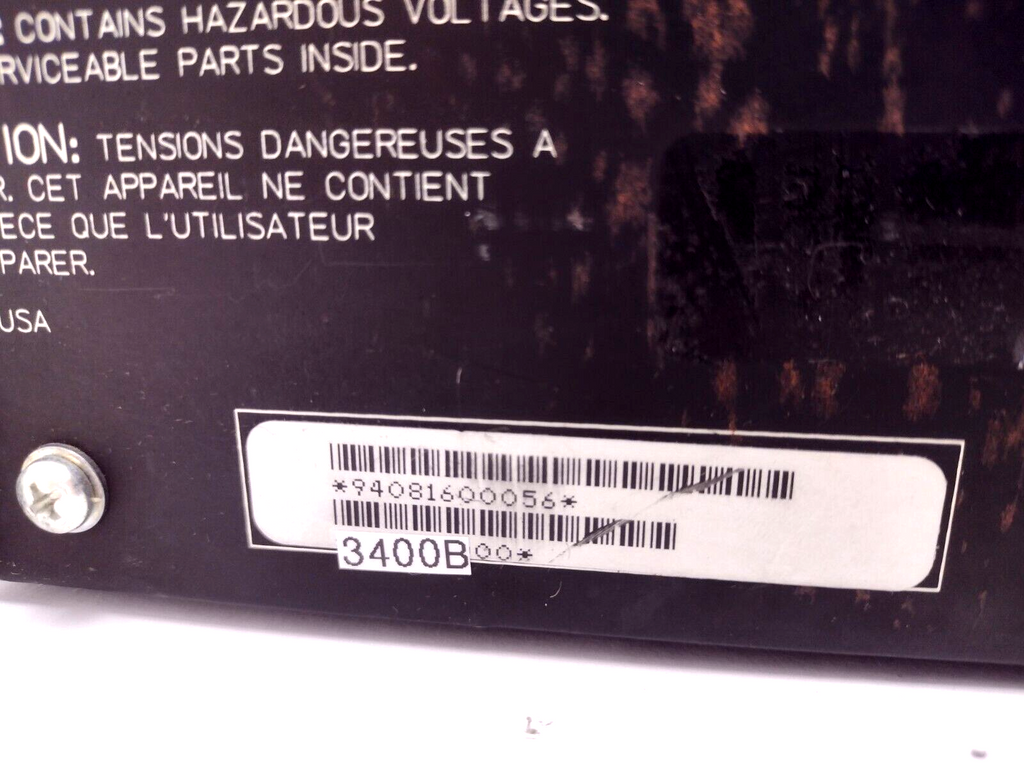 CONTAINS HAZARDOUS VOLTAGES.
RVICEABLE PARTS INSIDE.
ION: TENSIONS DANGEREUSES A
R. CET APPAREIL NE CONTIENT
ECE QUE L'UTILISATEUR
PARER.
USA
*94081600056*
3400B00*